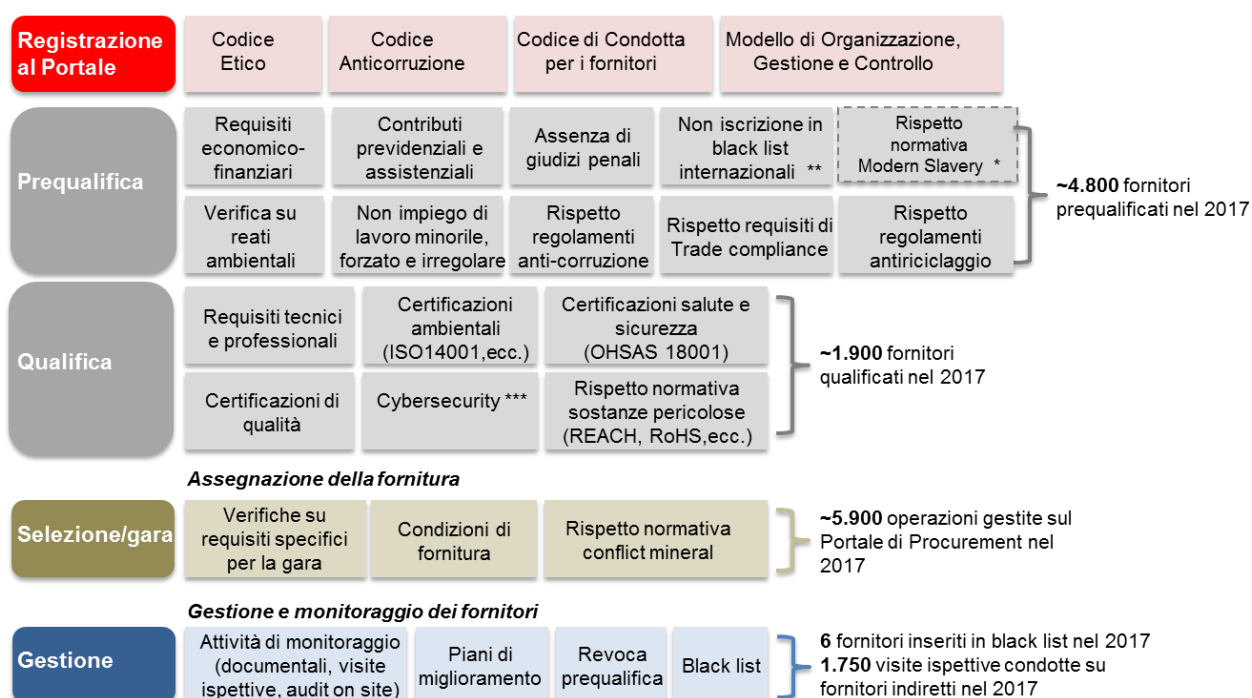 Registrazione
al Portale
Codice
Etico
Codice
Anticorruzione
Codice di Condotta
per i fornitori
Modello di Organizzazione,
Gestione e Controllo
Prequalifica
Requisiti
economico-
finanziari
Contributi
previdenziali e
assistenziali
Assenza di
giudizi penali
Non iscrizione in
black list
internazionali **
Rispetto
normativa
Modern Slavery *
Verifica su
reati
ambientali
Non impiego di
lavoro minorile,
forzato e irregolare
Rispetto
regolamenti
anti-corruzione
Rispetto requisiti di
Trade compliance
Rispetto
regolamenti
antiriciclaggio
~4.800 fornitori
prequalificati nel 2017
Qualifica
Requisiti tecnici
e professionali
Certificazioni
ambientali
(ISO14001,ecc.)
Certificazioni salute e
sicurezza
(OHSAS 18001)
Certificazioni di
qualità
Cybersecurity ***
Rispetto normativa
sostanze pericolose
(REACH, RoHS,ecc.)
~1.900 fornitori
qualificati nel 2017
Assegnazione della fornitura
Selezione/gara
Verifiche su
requisiti specifici
per la gara
Condizioni di
fornitura
Rispetto normativa
conflict mineral
~5.900 operazioni gestite sul
Portale di Procurement nel
2017
Gestione e monitoraggio dei fornitori
Gestione
Attività di monitoraggio
(documentali, visite
ispettive, audit on site)
Piani di
miglioramento
Revoca
prequalifica
Black list
6 fornitori inseriti in black list nel 2017
1.750 visite ispettive condotte su
fornitori indiretti nel 2017